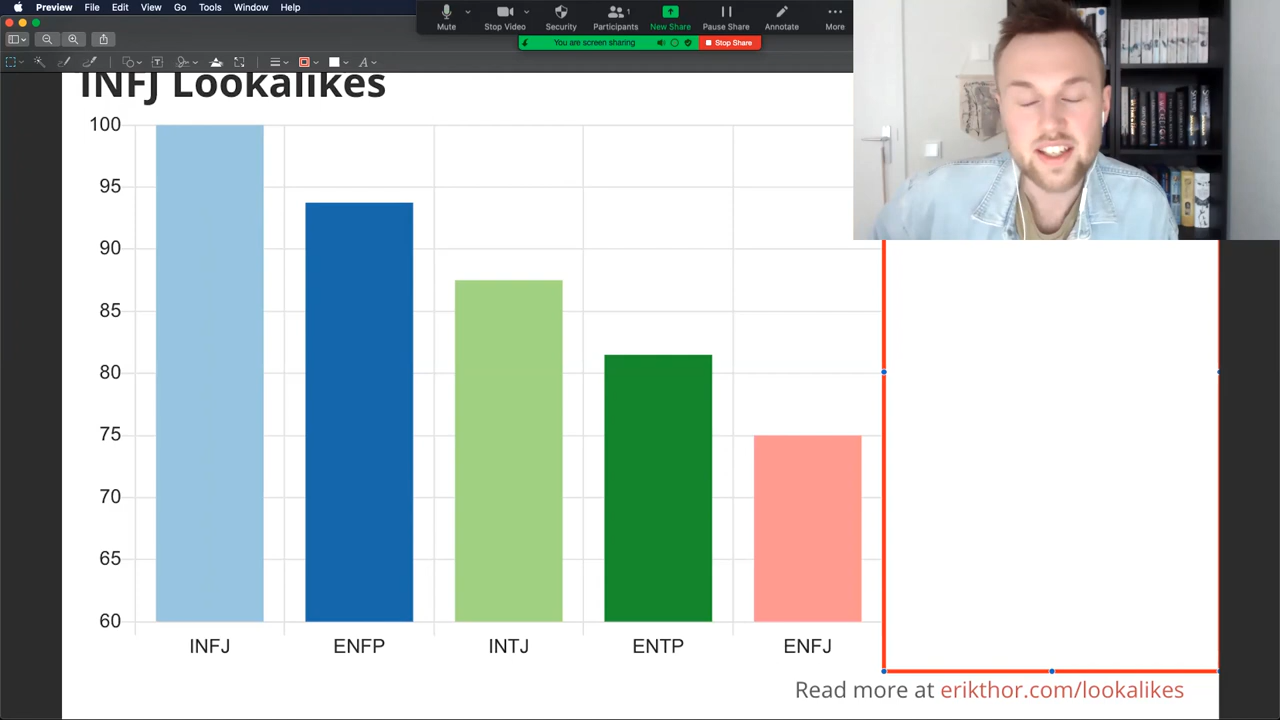 Preview File Edit View Go Tools Window Help
Mute Stop Video Security Participants 1 New Share Pause Share Annotate More
You are screen sharing Stop Share
INFJ Lookalikes
100
95
90
85
80
75
70
65
60
INFJ ENFP INTJ ENTP ENFJ
Read more at erikthor.com/lookalikes